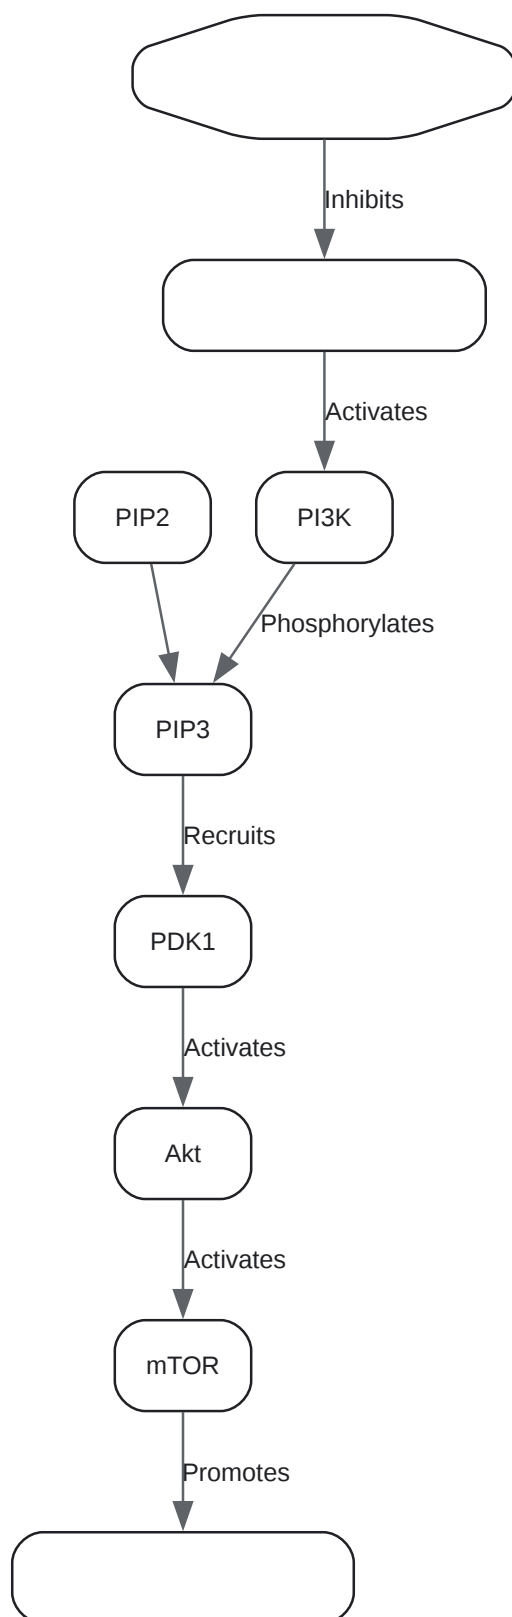 Inhibits
Activates
PIP2
PI3K
Phosphorylates
PIP3
Recruits
PDK1
Activates
Akt
Activates
mTOR
Promotes